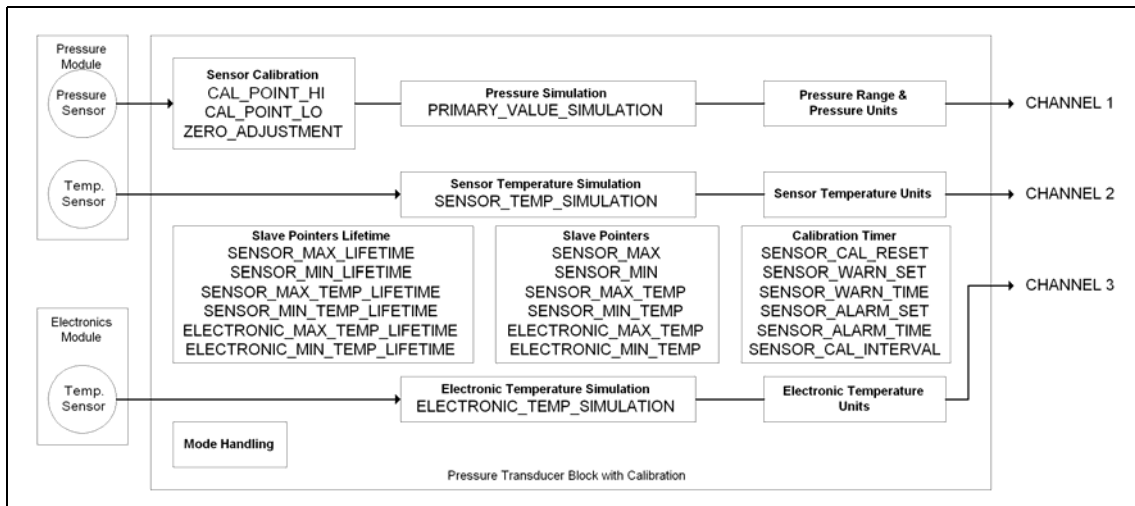 Pressure
Module
Pressure
Sensor
Sensor Calibration
CAL_POINT_HI
CAL_POINT_LO
ZERO_ADJUSTMENT
Pressure Simulation
PRIMARY_VALUE_SIMULATION
Pressure Range &
Pressure Units
CHANNEL 1
Temp.
Sensor
Sensor Temperature Simulation
SENSOR_TEMP_SIMULATION
Sensor Temperature Units
CHANNEL 2
Slave Pointers Lifetime
SENSOR_MAX_LIFETIME
SENSOR_MIN_LIFETIME
SENSOR_MAX_TEMP_LIFETIME
SENSOR_MIN_TEMP_LIFETIME
ELECTRONIC_MAX_TEMP_LIFETIME
ELECTRONIC_MIN_TEMP_LIFETIME
Slave Pointers
SENSOR_MAX
SENSOR_MIN
SENSOR_MAX_TEMP
SENSOR_MIN_TEMP
ELECTRONIC_MAX_TEMP
ELECTRONIC_MIN_TEMP
Calibration Timer
SENSOR_CAL_RESET
SENSOR_WARN_SET
SENSOR_WARN_TIME
SENSOR_ALARM_SET
SENSOR_ALARM_TIME
SENSOR_CAL_INTERVAL
CHANNEL 3
Electronics
Module
Temp.
Sensor
Electronic Temperature Simulation
ELECTRONIC_TEMP_SIMULATION
Electronic Temperature
Units
Mode Handling
Pressure Transducer Block with Calibration